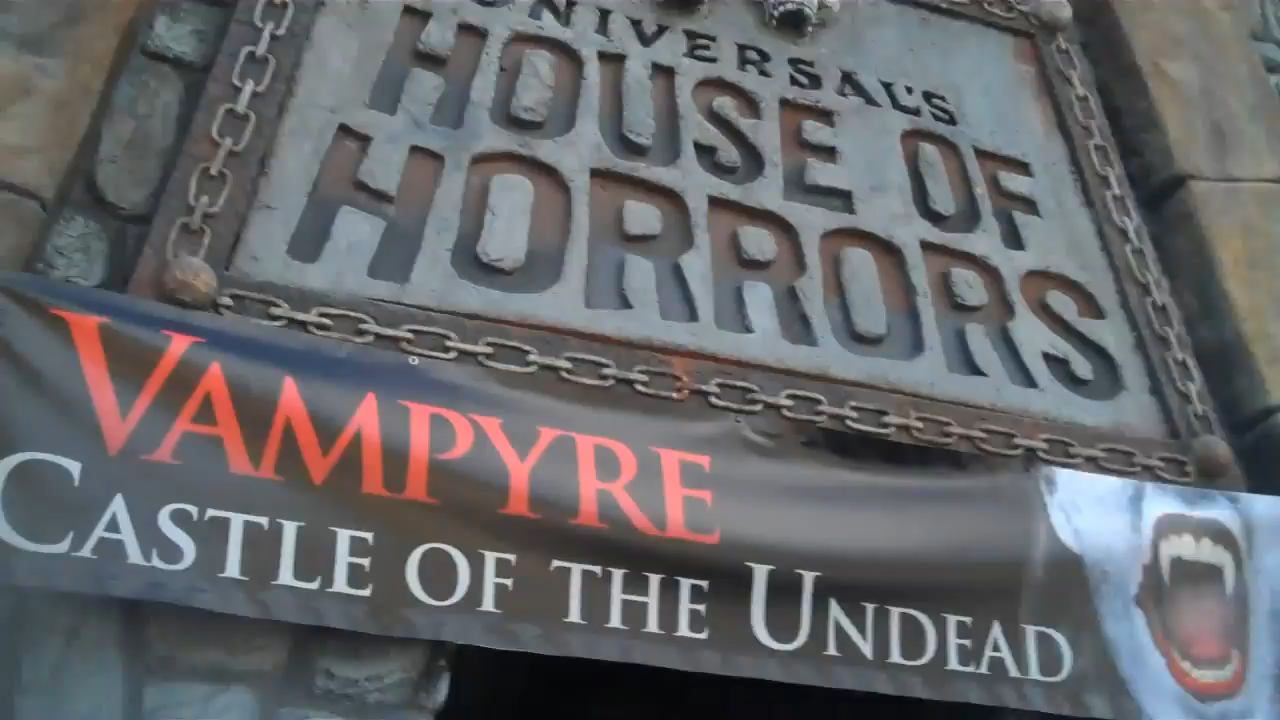 UNIVERSAL'S
HOUSE OF
HORRORS
VAMPYRE
CASTLE OF THE UNDEAD